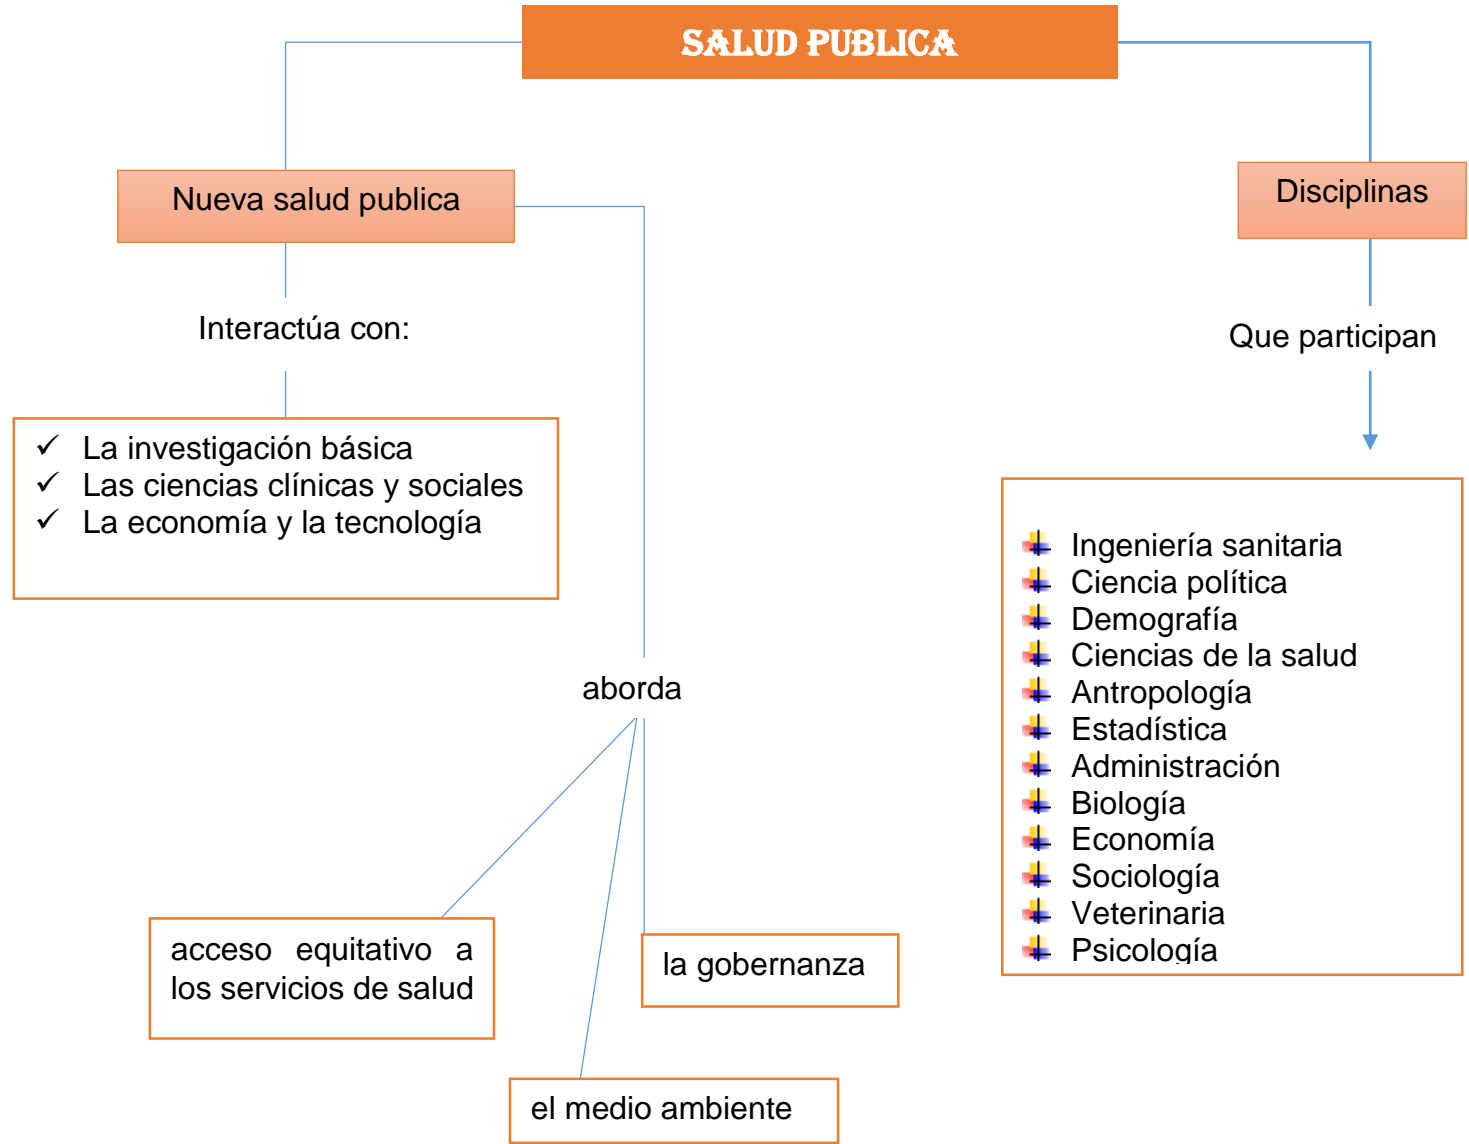 SALUD PUBLICA
Nueva salud publica
Disciplinas
Interactúa con:
Que participan
La investigación básica
Las ciencias clínicas y sociales
La economía y la tecnología
Ingeniería sanitaria
Ciencia política
Demografía
Ciencias de la salud
Antropología
Estadística
Administración
Biología
Economía
Sociología
Veterinaria
Psicología
aborda
acceso equitativo a
los servicios de salud
la gobernanza
el medio ambiente